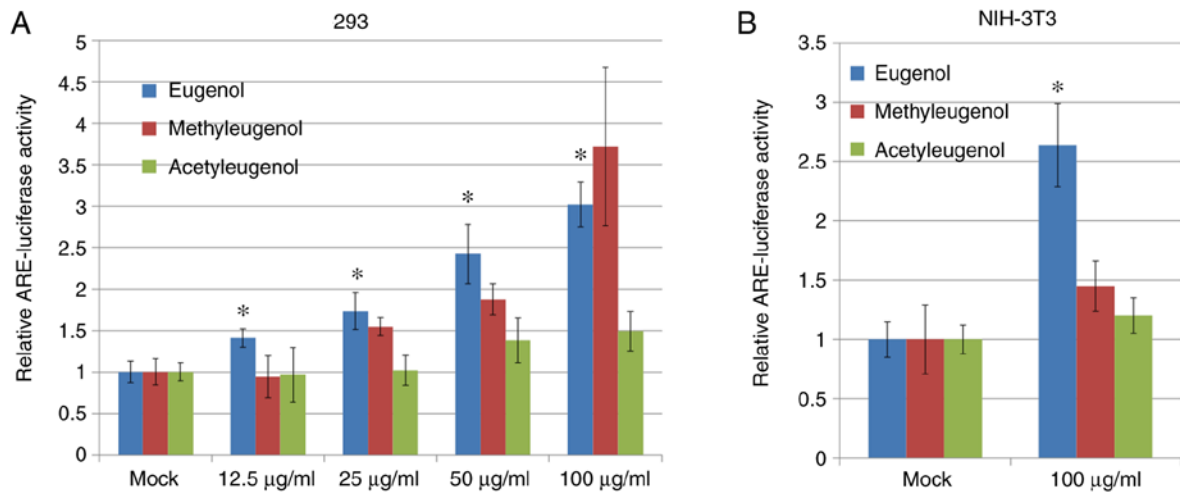 A
293
Relative ARE-luciferase activity
5
4.5
4
3.5
3
2.5
2
1.5
1
0.5
0
Eugenol
Methyleugenol
Acetyleugenol
*
*
*
*
Mock 12.5 μg/ml 25 μg/ml 50 μg/ml 100 μg/ml
B
NIH-3T3
Relative ARE-luciferase activity
3.5
3
2.5
2
1.5
1
0.5
0
Eugenol
Methyleugenol
Acetyleugenol
*
Mock 100 μg/ml